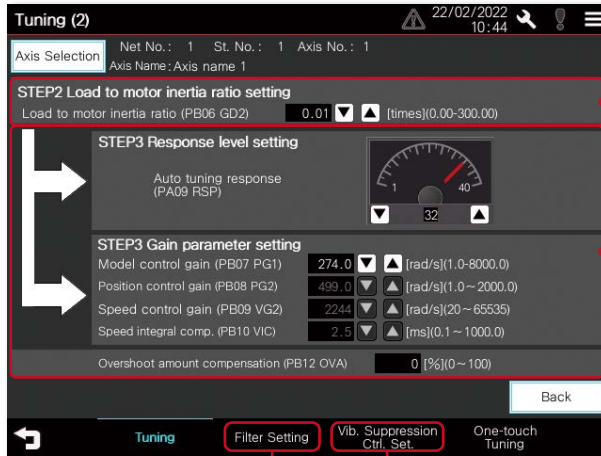 Tuning (2)
22/02/2022
10:44
Axis Selection
Net No.: 1 St. No.: 1 Axis No.: 1
Axis Name: Axis name 1
STEP2 Load to motor inertia ratio setting
Load to motor inertia ratio (PB06 GD2) 0.01 ▼ ▲ [times](0.00-300.00)
STEP3 Response level setting
Auto tuning response
(PA09 RSP)
1 40
▼ 32 ▲
STEP3 Gain parameter setting
Model control gain (PB07 PG1) 274.0 ▼ ▲ [rad/s](1.0-8000.0)
Position control gain (PB08 PG2) 499.0 ▼ ▲ [rad/s](1.0~2000.0)
Speed control gain (PB09 VG2) 2244 ▼ ▲ [rad/s](20~65535)
Speed integral comp. (PB10 VIC) 2.5 ▼ ▲ [ms](0.1~1000.0)
Overshoot amount compensation (PB12 OVA) 0 [%](0~100)
Back
Tuning
Filter Setting
Vib. Suppression
Ctrl. Set.
One-touch
Tuning